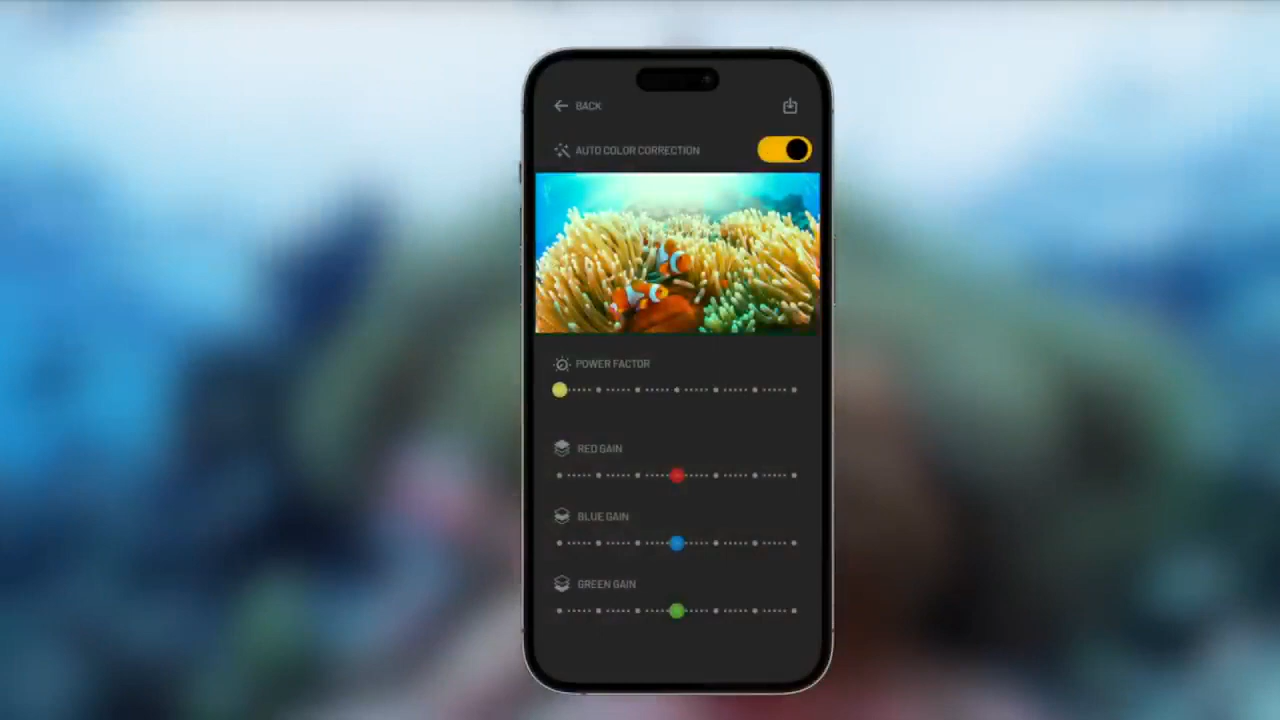 BACK
AUTO COLOR CORRECTION
POWER FACTOR
RED GAIN
BLUE GAIN
GREEN GAIN